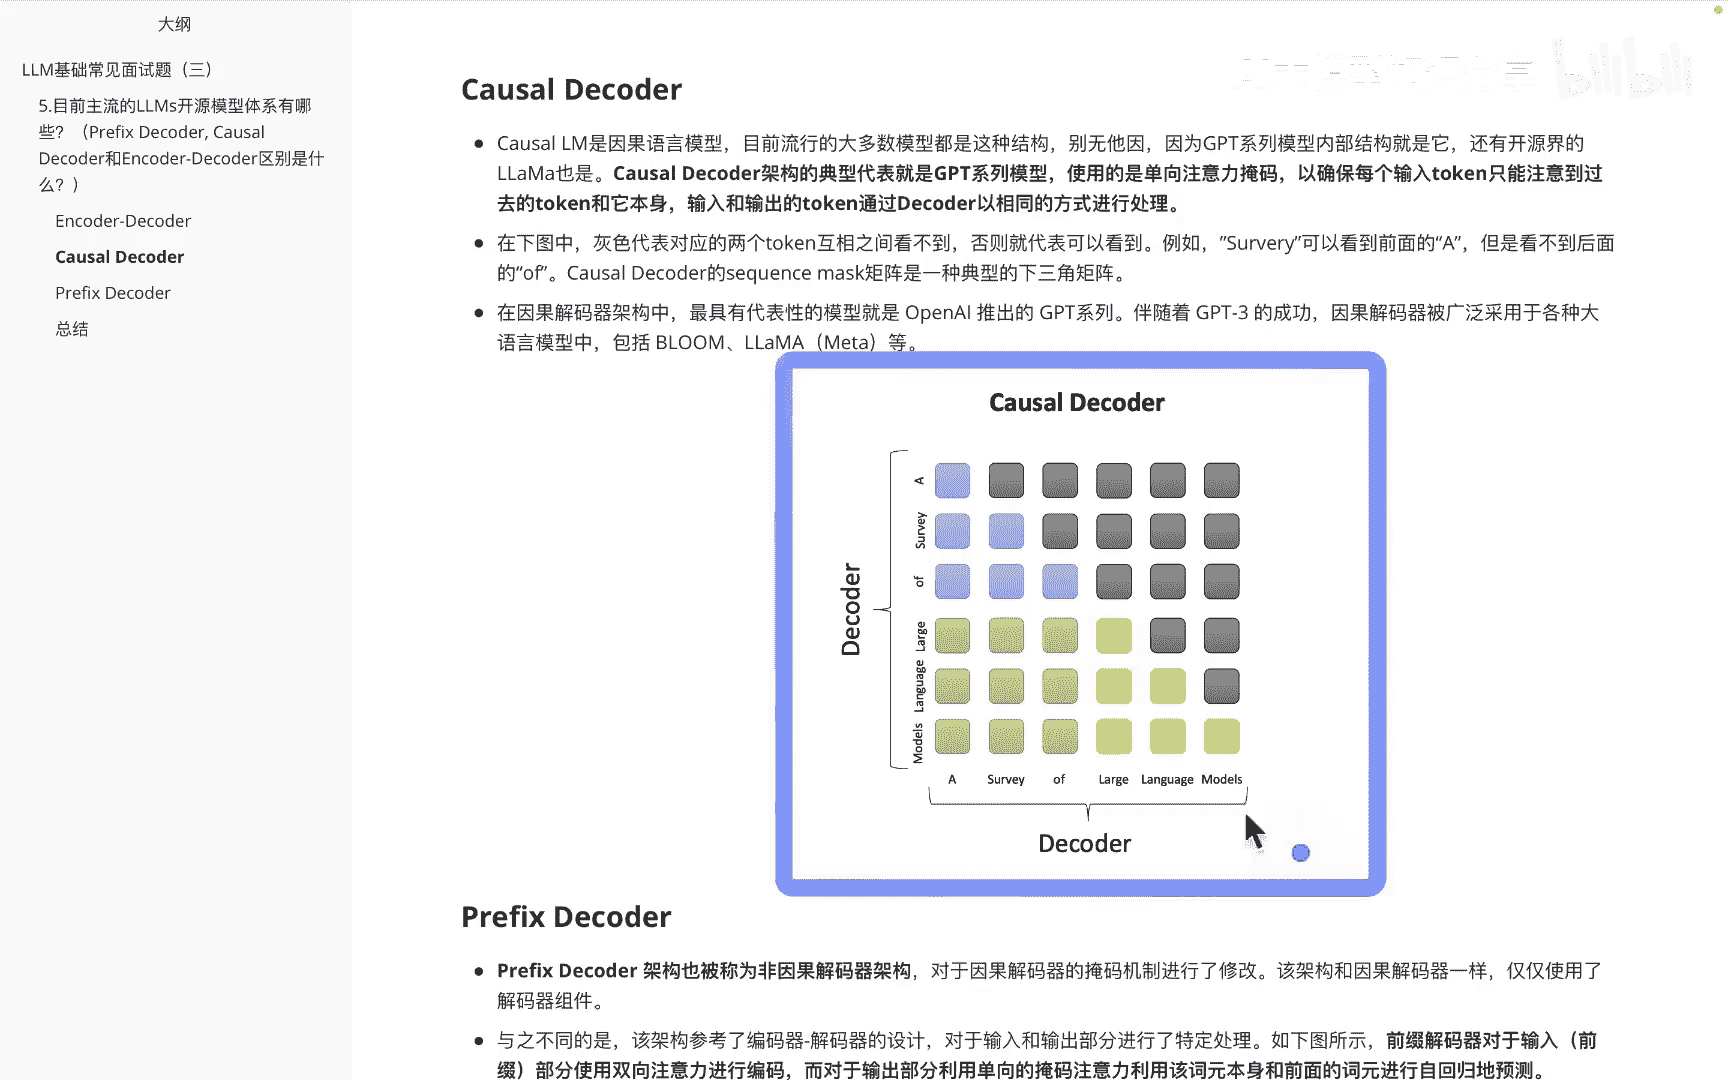 大纲
LLM基础常见面试题（三）
5.目前主流的LLMs开源模型体系有哪
些？（Prefix Decoder, Causal
Decoder和Encoder-Decoder区别是什
么？）
Encoder-Decoder
Causal Decoder
Prefix Decoder
总结
Causal Decoder
Causal LM是因果语言模型，目前流行的大多数模型都是这种结构，别无他因，因为GPT系列模型内部结构就是它，还有开源界的
LLaMa也是。Causal Decoder架构的典型代表就是GPT系列模型，使用的是单向注意力掩码，以确保每个输入token只能注意到过
去的token和它本身，输入和输出的token通过Decoder以相同的方式进行处理。
在下图中，灰色代表对应的两个token互相之间看不到，否则就代表可以看到。例如，”Survery”可以看到前面的“A”，但是看不到后面
的“of”。Causal Decoder的sequence mask矩阵是一种典型的下三角矩阵。
在因果解码器架构中，最具有代表性的模型就是 OpenAI 推出的 GPT系列。伴随着 GPT-3 的成功，因果解码器被广泛采用于各种大
语言模型中，包括 BLOOM、LLaMA（Meta）等。
Causal Decoder
A
Survey
of
Large
Language
Models
Decoder
A Survey of Large Language Models
Decoder
Prefix Decoder
Prefix Decoder 架构也被称为非因果解码器架构，对于因果解码器的掩码机制进行了修改。该架构和因果解码器一样，仅仅使用了
解码器组件。
与之不同的是，该架构参考了编码器-解码器的设计，对于输入和输出部分进行了特定处理。如下图所示，前缀解码器对于输入（前
缀）部分使用双向注意力进行编码，而对于输出部分利用单向的掩码注意力利用该词元本身和前面的词元进行自回归地预测。
bilibili